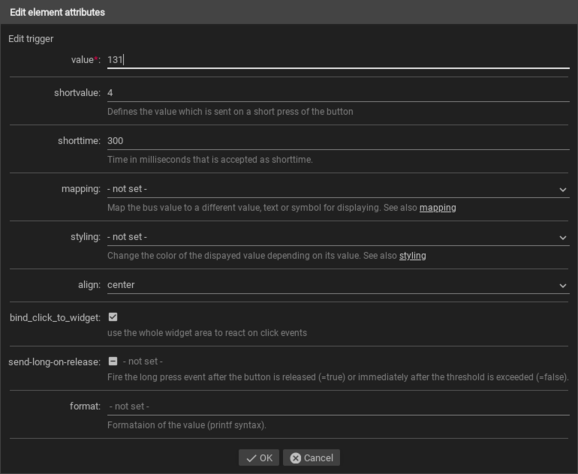 Edit element attributes
Edit trigger
value*: 131
shortvalue: 4
Defines the value which is sent on a short press of the button
shorttime: 300
Time in milliseconds that is accepted as shorttime.
mapping: - not set -
Map the bus value to a different value, text or symbol for displaying. See also mapping
styling: - not set -
Change the color of the dispayed value depending on its value. See also styling
align: center
bind_click_to_widget:
use the whole widget area to react on click events
send-long-on-release: - not set -
Fire the long press event after the button is released (=true) or immediately after the threshold is exceeded (=false).
format: - not set -
Formataion of the value (printf syntax).
OK Cancel